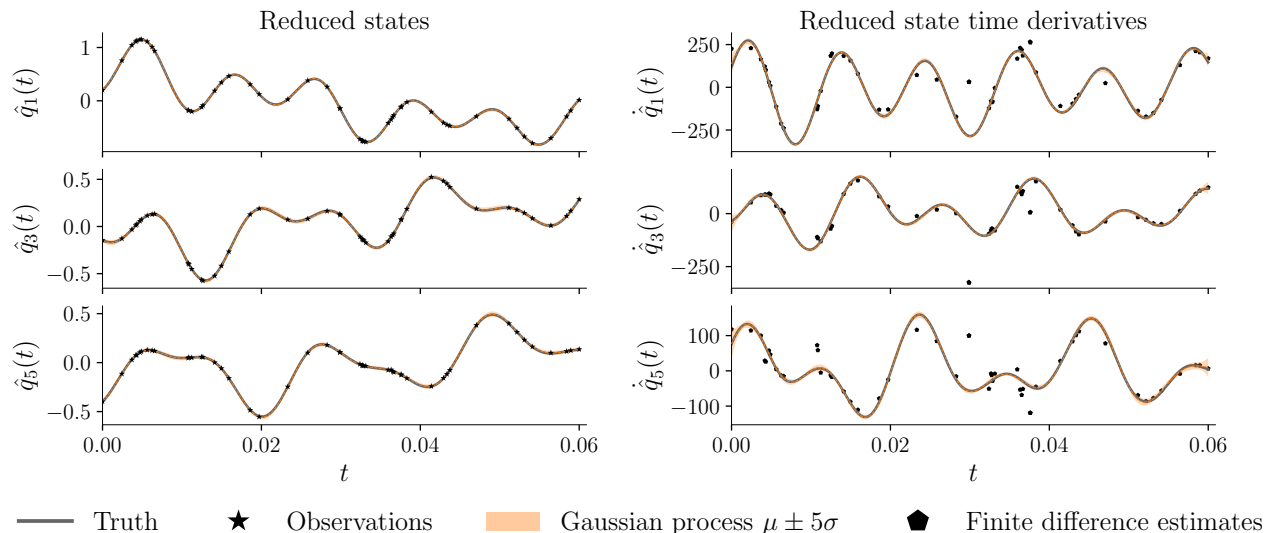 Reduced states
Reduced state time derivatives
q̂₁(t)
1
0
q̂₃(t)
0.5
0.0
−0.5
q̂₅(t)
0.5
0.0
−0.5
0.00 0.02 0.04 0.06
t
q̂̇₁(t)
250
0
−250
q̂̇₃(t)
0
−250
q̂̇₅(t)
100
0
−100
0.00 0.02 0.04 0.06
t
Truth Observations Gaussian process μ ± 5σ Finite difference estimates